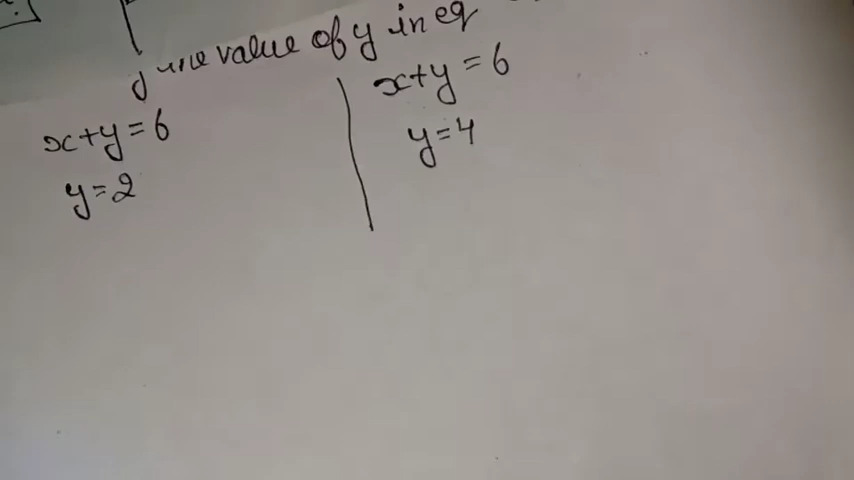 value of y in eq
x+y=6
y=2
x+y=6
y=4